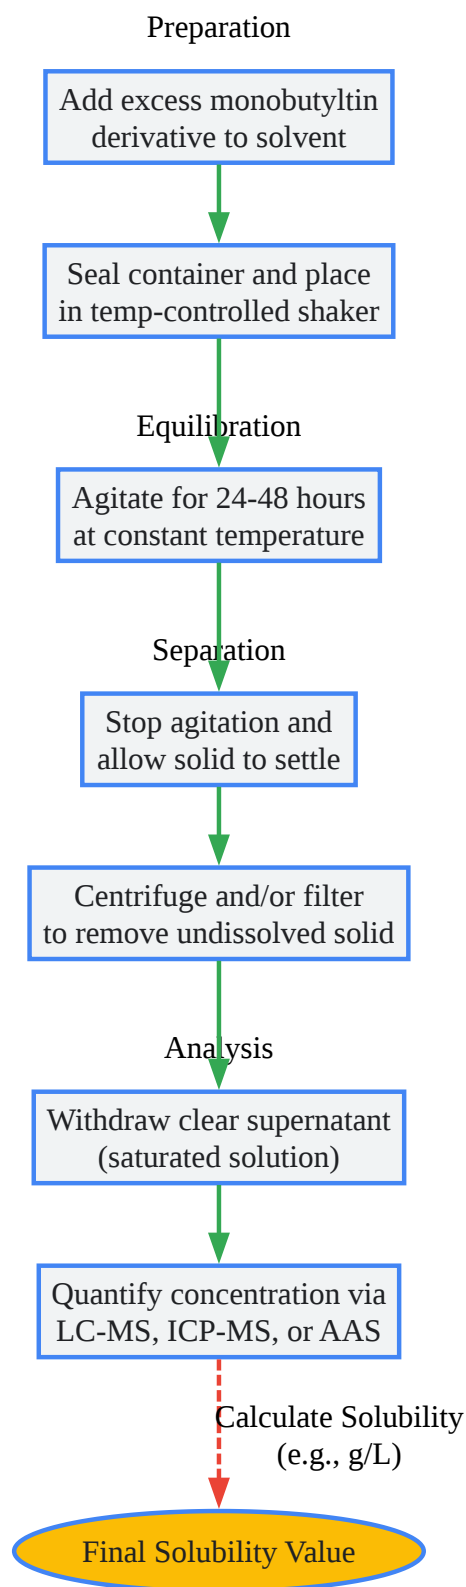 Preparation
Add excess monobutyltin
derivative to solvent
Seal container and place
in temp-controlled shaker
Equilibration
Agitate for 24-48 hours
at constant temperature
Separation
Stop agitation and
allow solid to settle
Centrifuge and/or filter
to remove undissolved solid
Analysis
Withdraw clear supernatant
(saturated solution)
Quantify concentration via
LC-MS, ICP-MS, or AAS
Calculate Solubility
(e.g., g/L)
Final Solubility Value